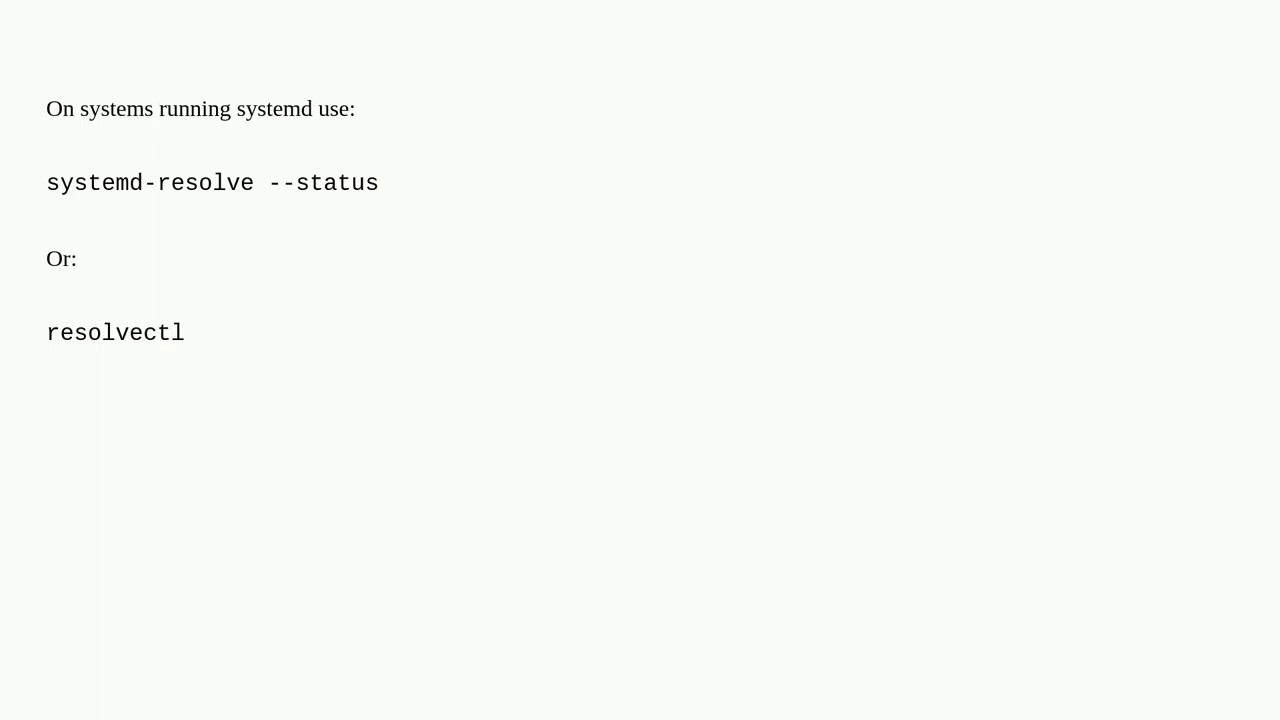 On systems running systemd use:
systemd-resolve --status
Or:
resolvectl